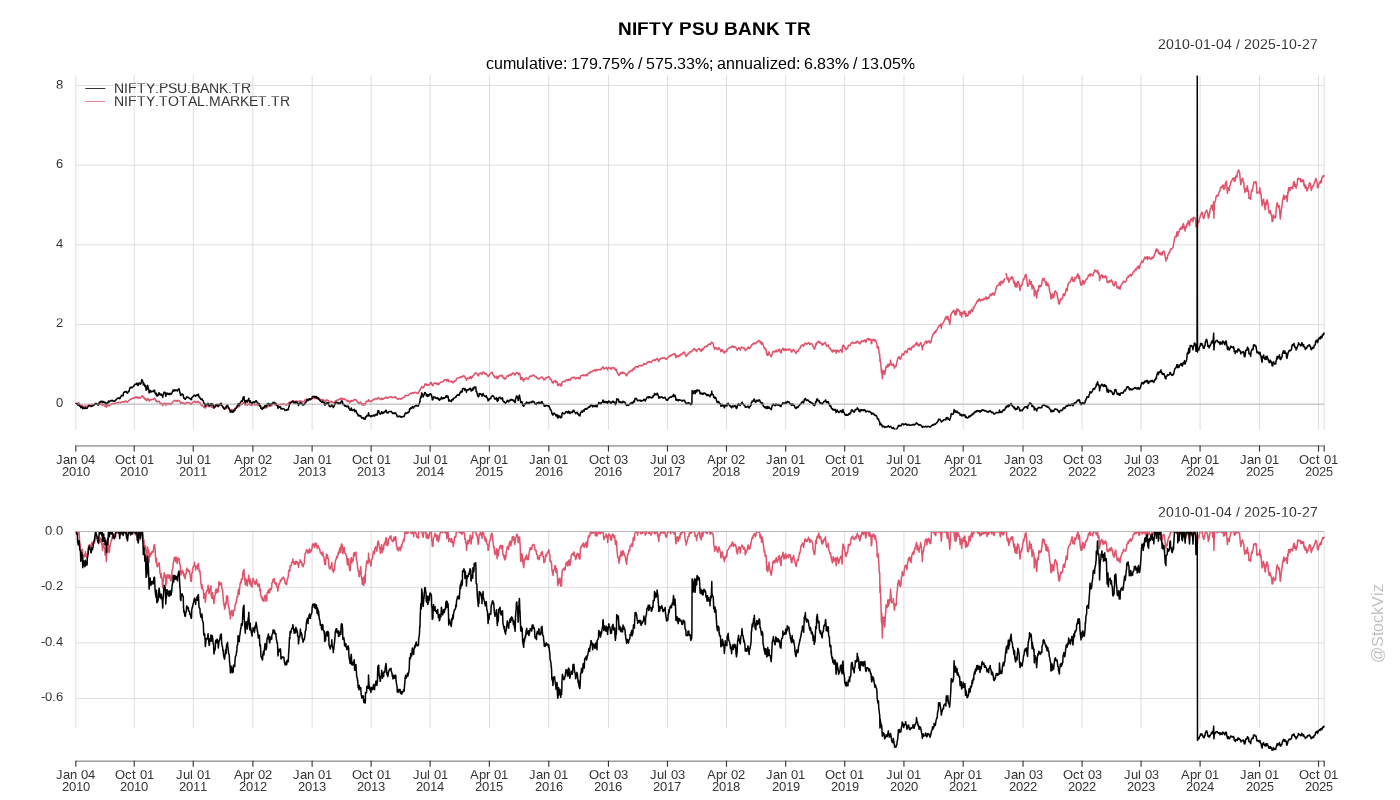 NIFTY PSU BANK TR
2010-01-04 / 2025-10-27
cumulative: 179.75% / 575.33%; annualized: 6.83% / 13.05%
NIFTY.PSU.BANK.TR
NIFTY.TOTAL.MARKET.TR
8
6
4
2
0
Jan 04 Oct 01 Jul 01 Apr 02 Jan 01 Oct 01 Jul 01 Apr 01 Jan 01 Oct 03 Jul 03 Apr 02 Jan 01 Oct 01 Jul 01 Apr 01 Jan 03 Oct 03 Jul 03 Apr 01 Jan 01 Oct 01
2010 2010 2011 2012 2013 2013 2014 2015 2016 2016 2017 2018 2019 2019 2020 2021 2022 2022 2023 2024 2025 2025
2010-01-04 / 2025-10-27
0.0
-0.2
-0.4
-0.6
Jan 04 Oct 01 Jul 01 Apr 02 Jan 01 Oct 01 Jul 01 Apr 01 Jan 01 Oct 03 Jul 03 Apr 02 Jan 01 Oct 01 Jul 01 Apr 01 Jan 03 Oct 03 Jul 03 Apr 01 Jan 01 Oct 01
2010 2010 2011 2012 2013 2013 2014 2015 2016 2016 2017 2018 2019 2019 2020 2021 2022 2022 2023 2024 2025 2025
@StockViz